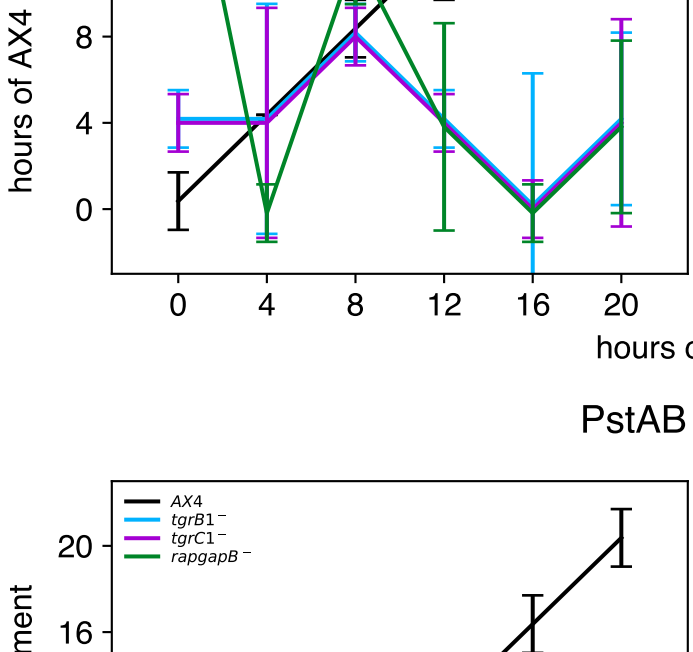 hours of AX4
8
4
0
0 4 8 12 16 20
hours
PstAB
AX4
tgrB1⁻
tgrC1⁻
rapgapB⁻
20
16